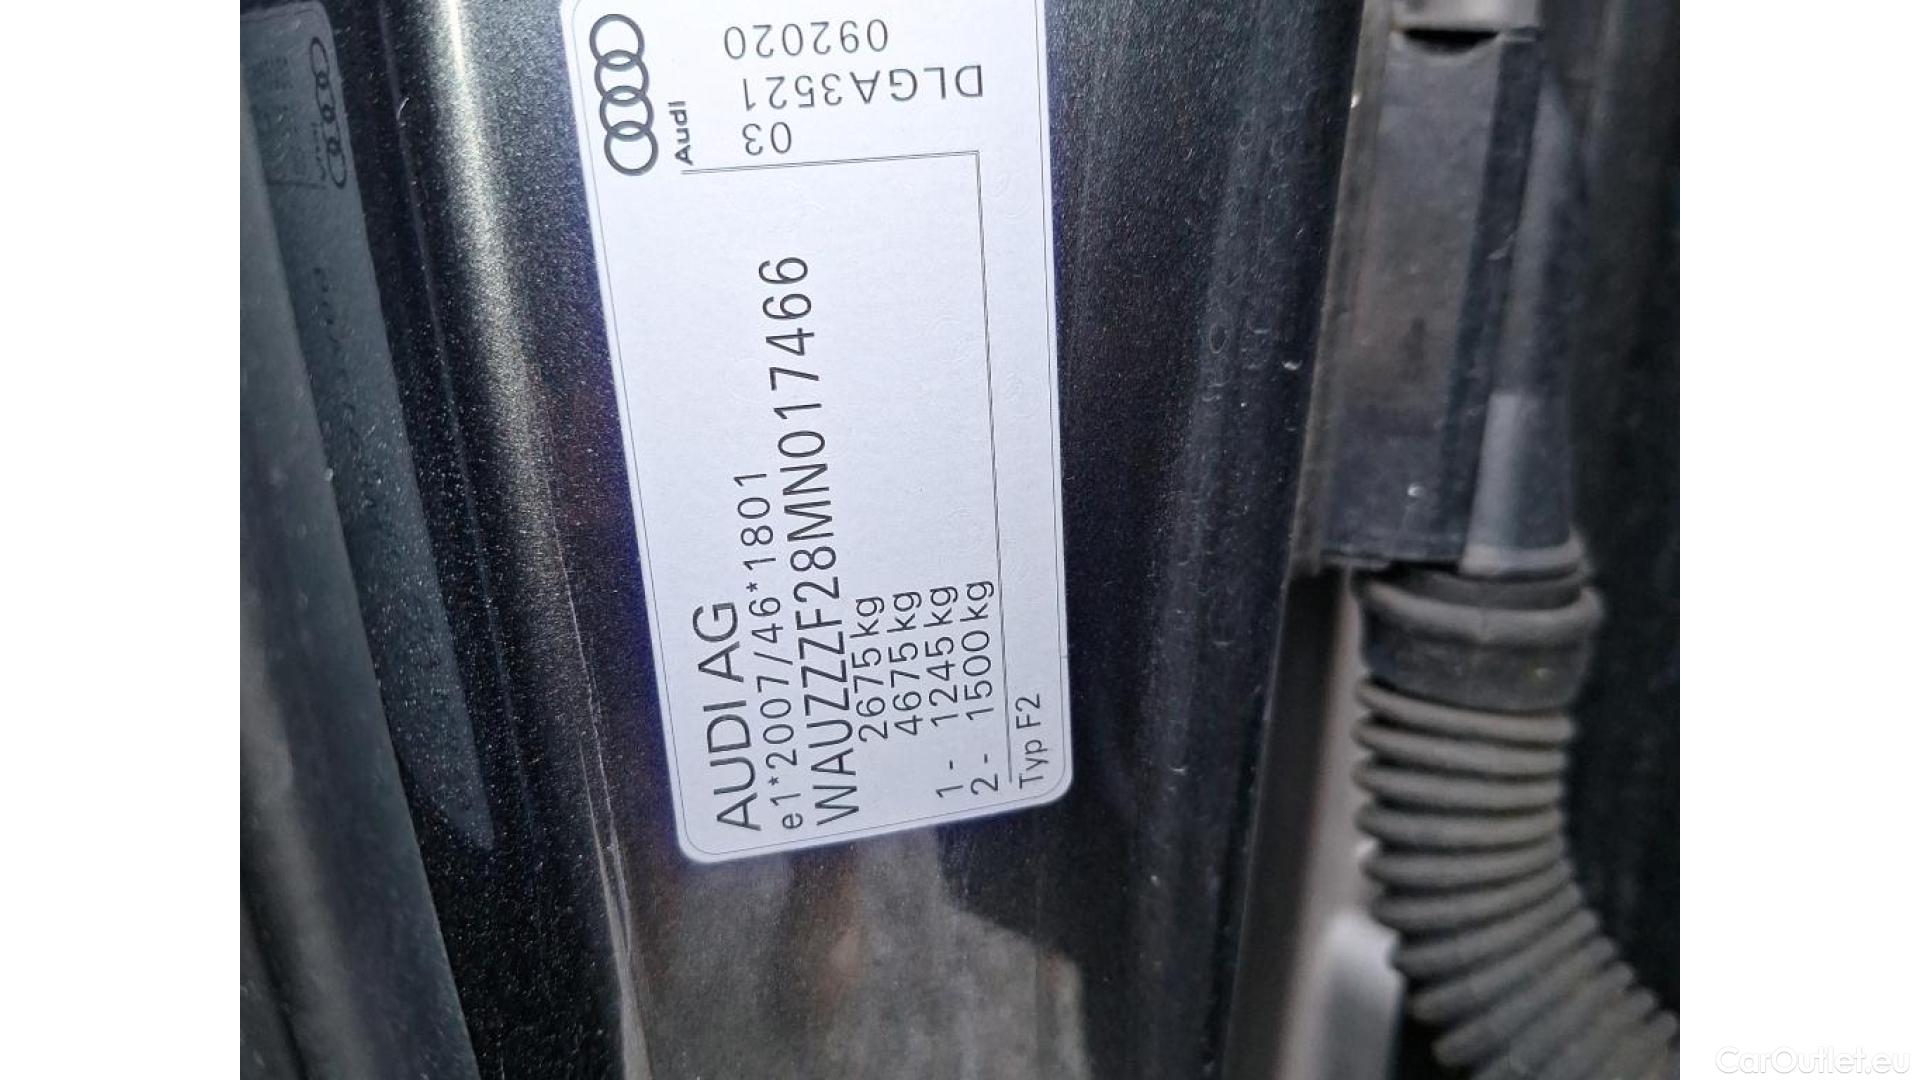 AUDI AG
e1*2007/46*1801
WAUZZZF28MN017466
2675kg
4675kg
1 - 1245kg
2 - 1500kg
Typ F2
Audi
03
DLGA3521
092020
CarOutlet.eu